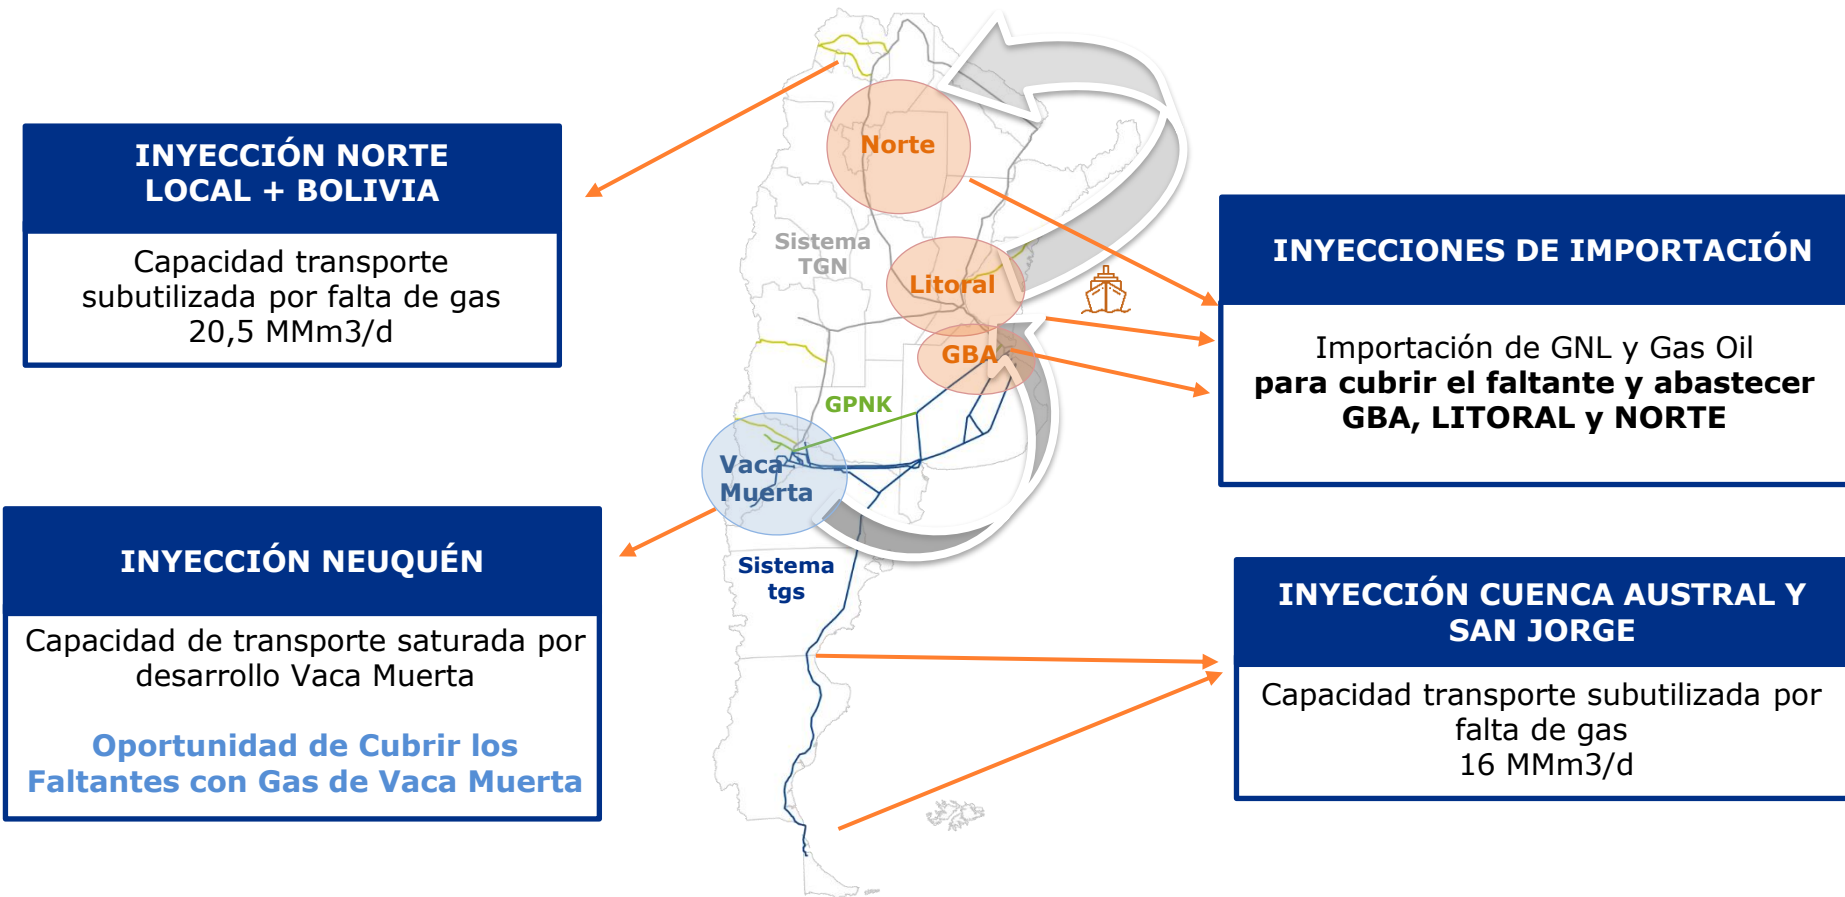 INYECCIÓN NORTE
LOCAL + BOLIVIA
Capacidad transporte
subutilizada por falta de gas
20,5 MMm3/d
INYECCIÓN NEUQUÉN
Capacidad de transporte saturada por
desarrollo Vaca Muerta
Oportunidad de Cubrir los
Faltantes con Gas de Vaca Muerta
Norte
Sistema
TGN
Litoral
GBA
GPNK
Vaca
Muerta
Sistema
tgs
INYECCIONES DE IMPORTACIÓN
Importación de GNL y Gas Oil
para cubrir el faltante y abastecer
GBA, LITORAL y NORTE
INYECCIÓN CUENCA AUSTRAL Y
SAN JORGE
Capacidad transporte subutilizada por
falta de gas
16 MMm3/d